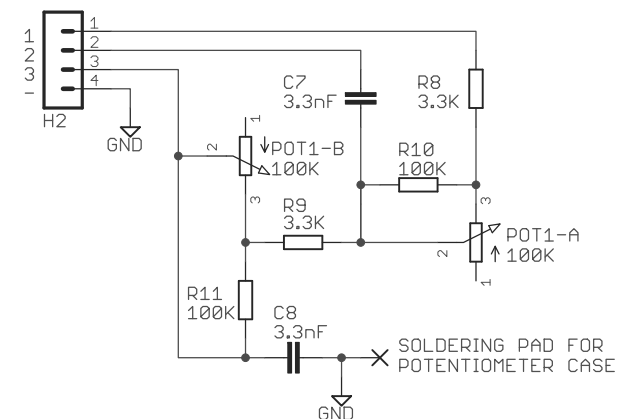 1
2
3
-
1
2
3
4
H2
GND
C7
3.3nF
R8
3.3K
1
2
POT1-B
100K
3
R10
100K
R9
3.3K
3
2
POT1-A
100K
1
R11
100K
C8
3.3nF
SOLDERING PAD FOR
POTENTIOMETER CASE
GND